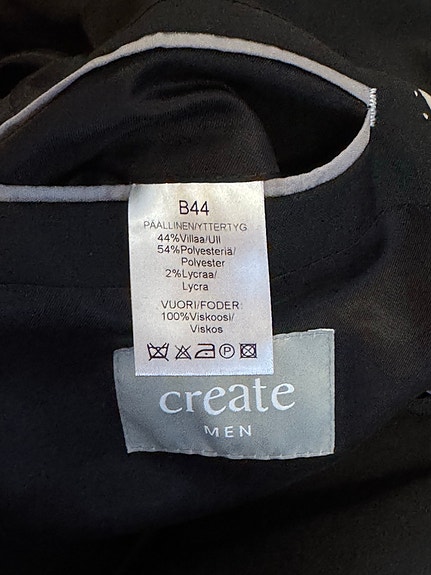 B44
PÄÄLLINEN/YTTERTYG
44%Villaa/Ull
54%Polyesteriä/
Polyester
2%Lycraa/
Lycra
VUORI/FODER:
100%Viskoosi/
Viskos
P
create
MEN